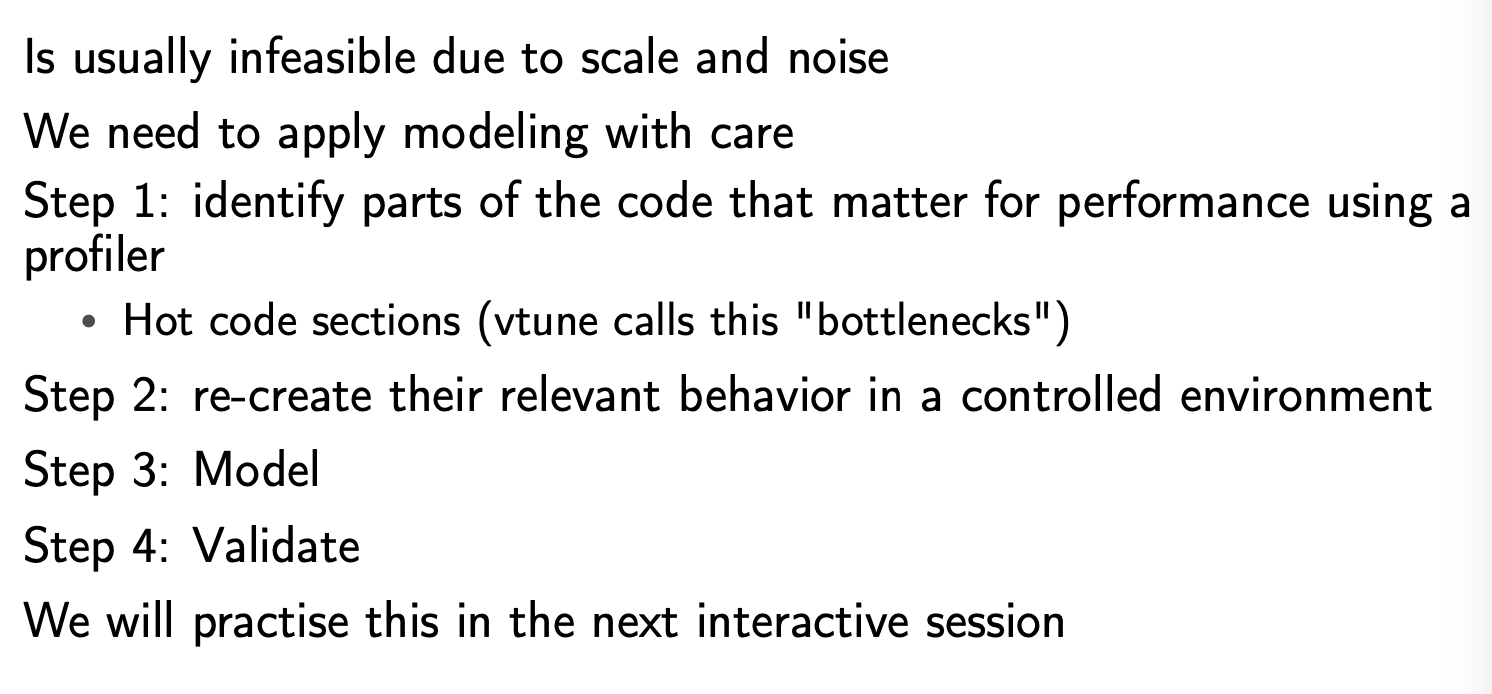 Is usually infeasible due to scale and noise
We need to apply modeling with care
Step 1: identify parts of the code that matter for performance using a
profiler
• Hot code sections (vtune calls this "bottlenecks")
Step 2: re-create their relevant behavior in a controlled environment
Step 3: Model
Step 4: Validate
We will practise this in the next interactive session